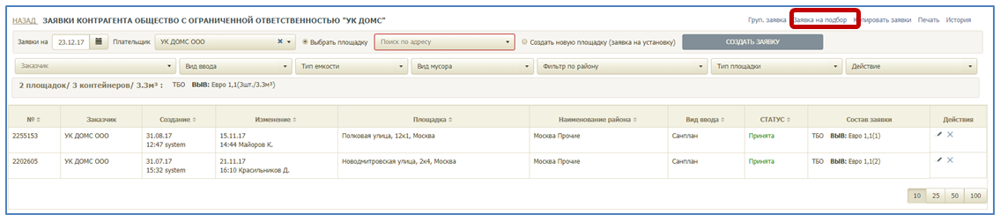 НАЗАД ЗАЯВКИ КОНТРАГЕНТА ОБЩЕСТВО С ОГРАНИЧЕННОЙ ОТВЕТСТВЕННОСТЬЮ "УК ДОМС" Груп. заявка Заявка на подбор Копировать заявки Печать История
Заявки на 23.12.17 Плательщик УК ДОМС ООО Выбрать площадку Поиск по адресу Создать новую площадку (заявка на установку) СОЗДАТЬ ЗАЯВКУ
Заказчик Вид ввода Тип емкости Вид мусора Фильтр по району Тип площадки Действие
2 площадок/ 3 контейнеров/ 3.3м³ : ТБО ВЫВ: Евро 1,1(3шт./3.3м³)
№ Заказчик Создание Изменение Площадка Наименование района Вид ввода СТАТУС Состав заявки Действия
2255153 УК ДОМС ООО 31.08.17 15.11.17 Полковая улица, 12к1, Москва Москва Прочие Санплан Принята ТБО ВЫВ: Евро 1,1(1)
12:47 system 14:44 Майоров К.
2202605 УК ДОМС ООО 31.07.17 21.11.17 Новодмитровская улица, 2к4, Москва Москва Прочие Санплан Принята ТБО ВЫВ: Евро 1,1(2)
15:32 system 16:10 Красильников Д.
10 25 50 100